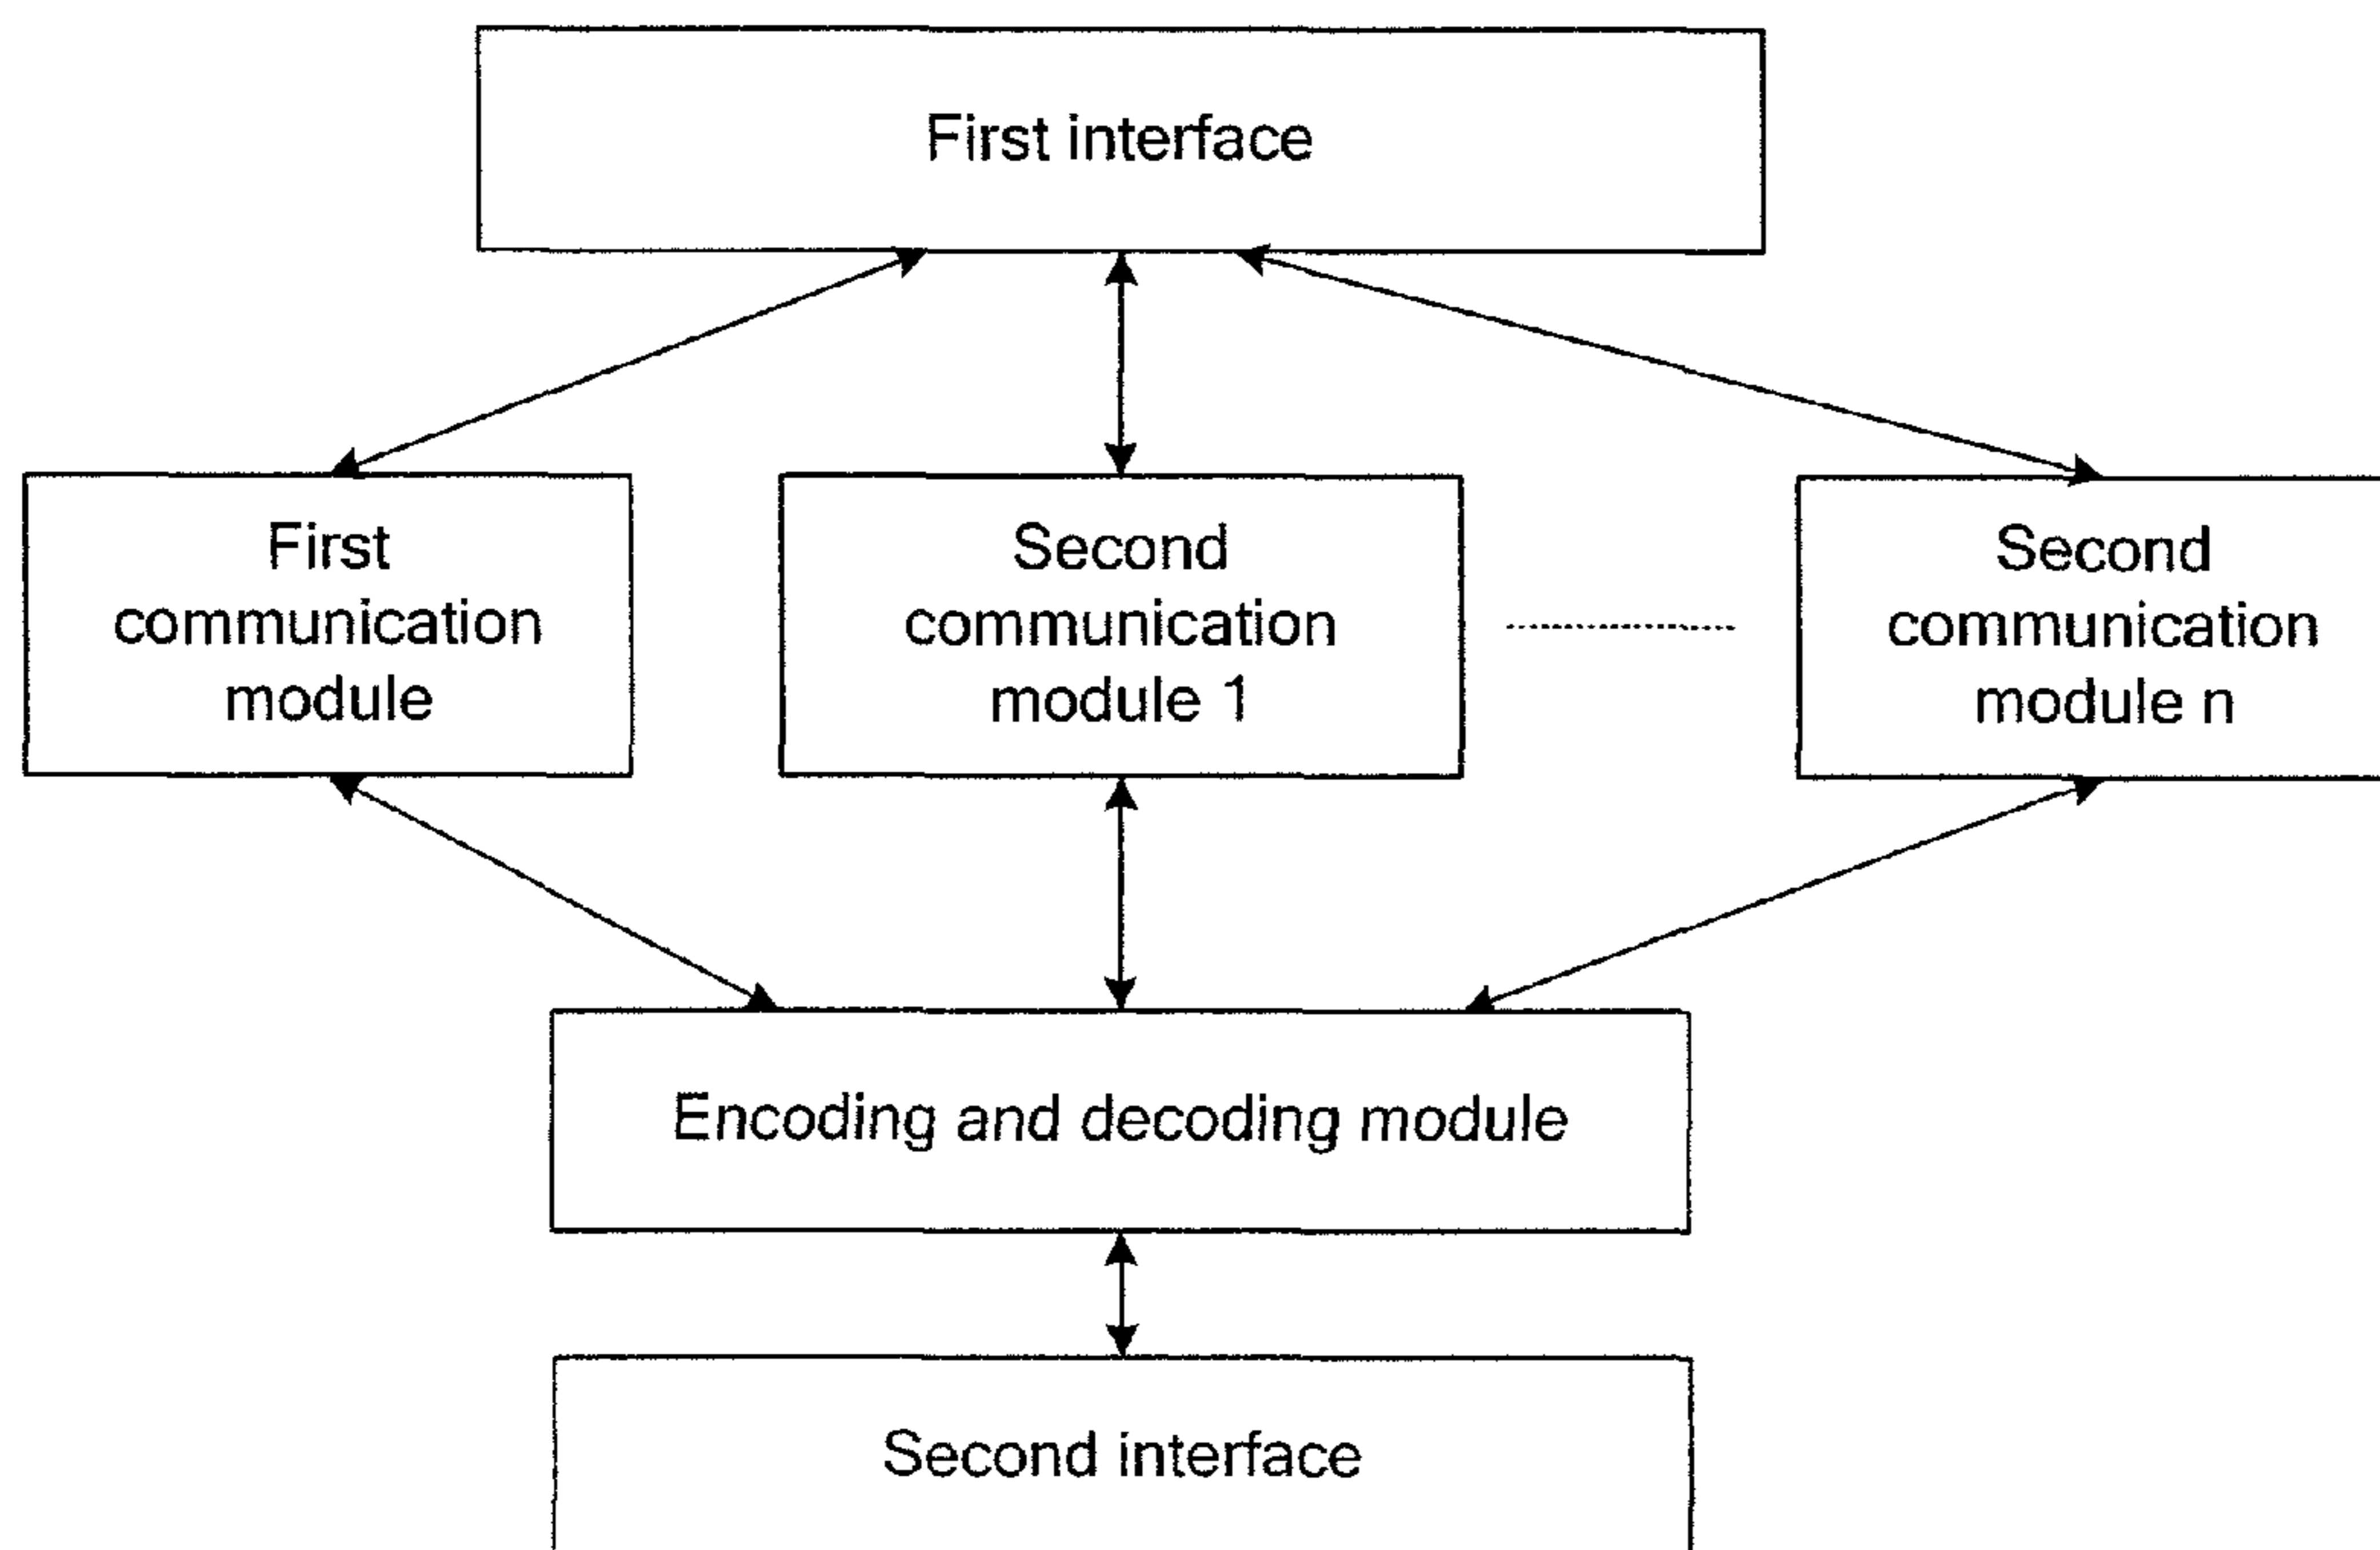 First interface
First
communication
module
Second
communication
module 1
Second
communication
module n
Encoding and decoding module
Second interface